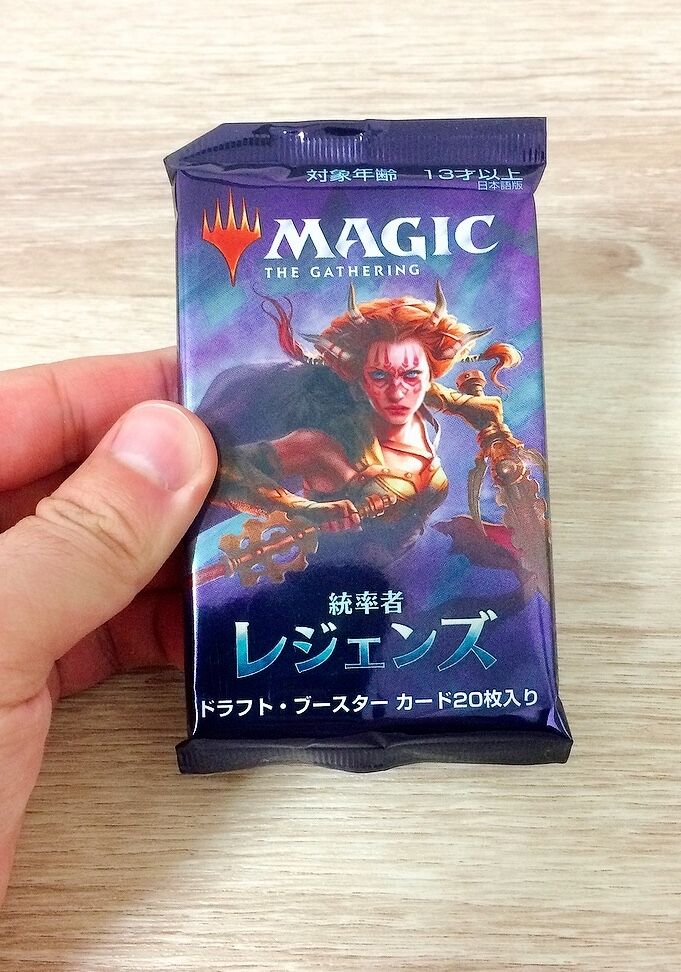 対象年齢 13才以上
日本語版
MAGIC
THE GATHERING
統率者
レジェンズ
ドラフト・ブースター カード20枚入り